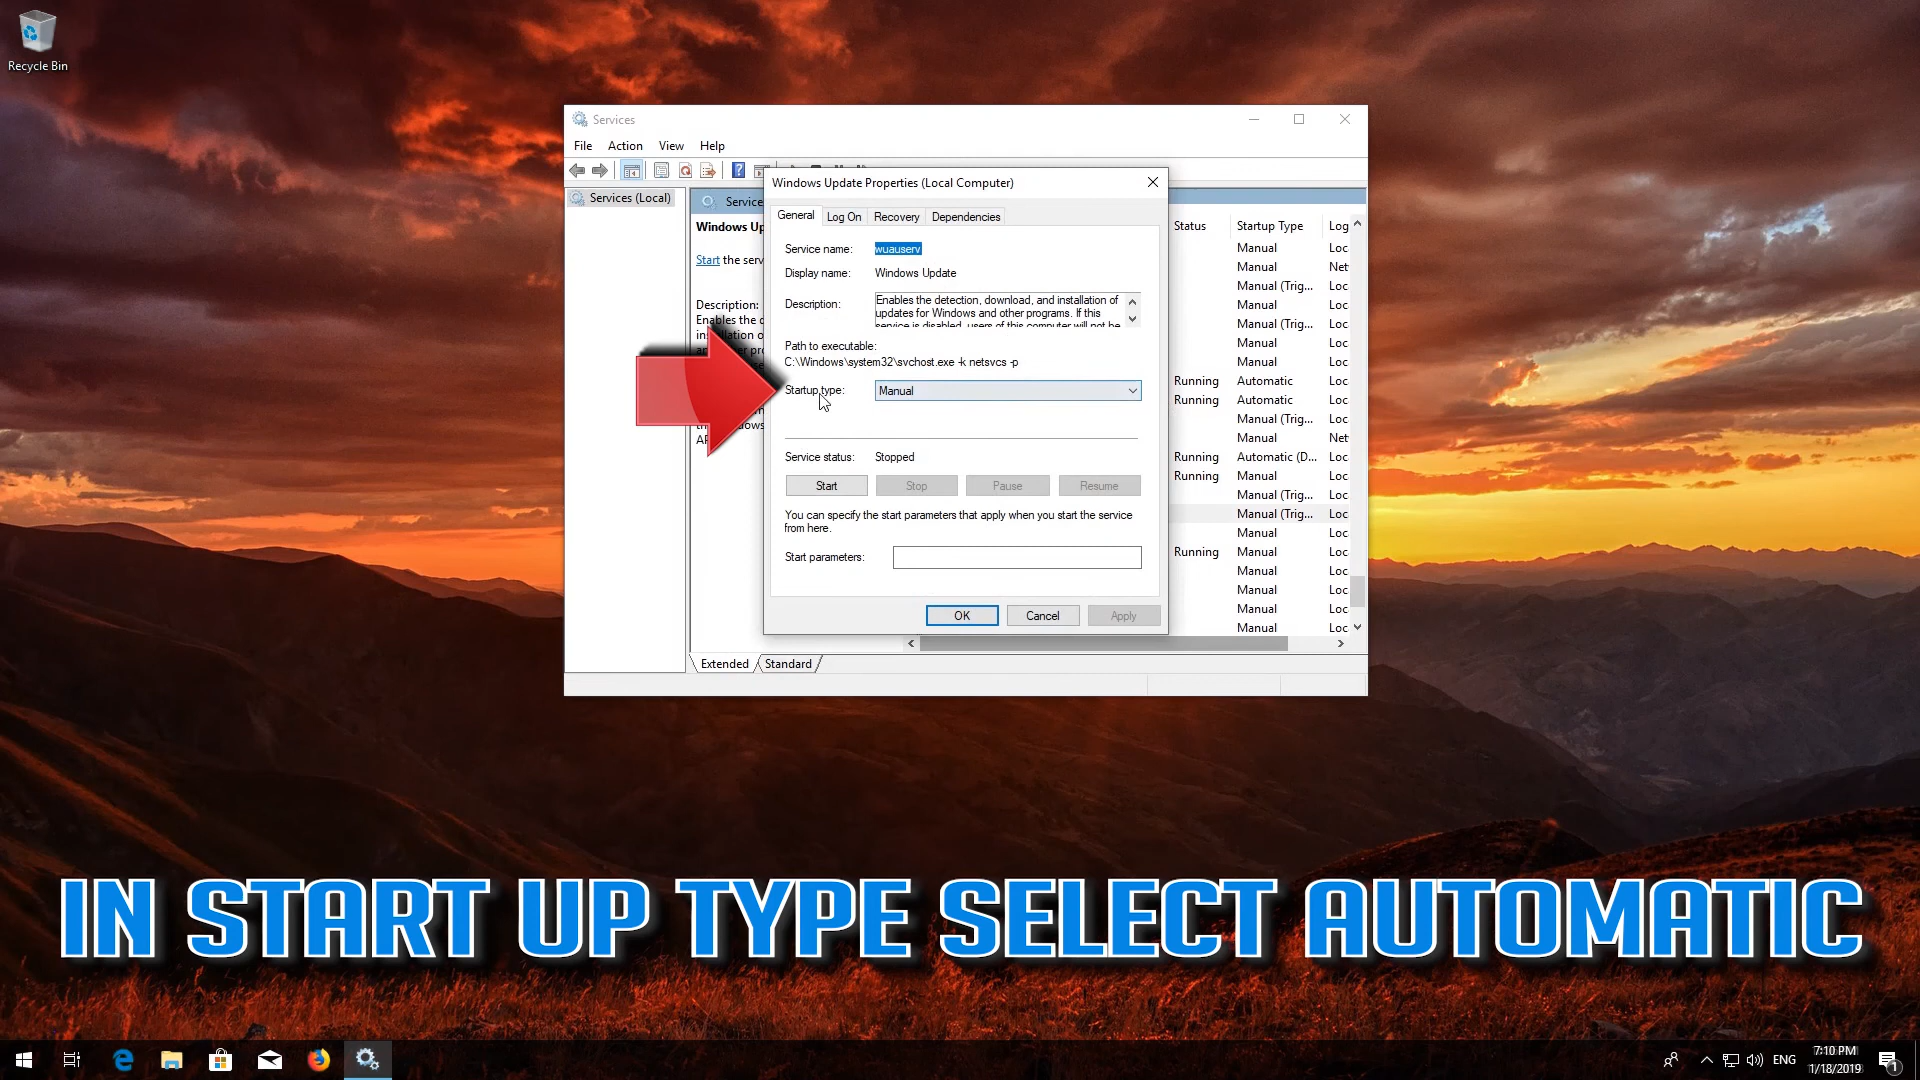 Recycle Bin
Services
File Action View Help
Services (Local)
Windows Update Properties (Local Computer)
General Log On Recovery Dependencies
Service name: wuauserv
Display name: Windows Update
Description: Enables the detection, download, and installation of
updates for Windows and other programs. If this
service is disabled, users of this computer will not be
Path to executable:
C:\Windows\system32\svchost.exe -k netsvcs -p
Startup type: Manual
Service status: Stopped
Start Stop Pause Resume
You can specify the start parameters that apply when you start the service
from here.
Start parameters:
OK Cancel Apply
Service
Windows Up
Start the serv
Description:
Enables the d
Status Startup Type Log
Manual Loc
Manual Net
Manual (Trig... Loc
Manual Loc
Manual (Trig... Loc
Manual Loc
Manual Loc
Running Automatic Loc
Running Automatic Loc
Manual (Trig... Loc
Manual Net
Running Automatic (D... Loc
Running Manual Loc
Manual (Trig... Loc
Manual (Trig... Loc
Manual Loc
Running Manual Loc
Manual Loc
Manual Loc
Manual Loc
Manual Loc
Extended Standard
IN START UP TYPE SELECT AUTOMATIC
ENG
7:10 PM
1/18/2019
1